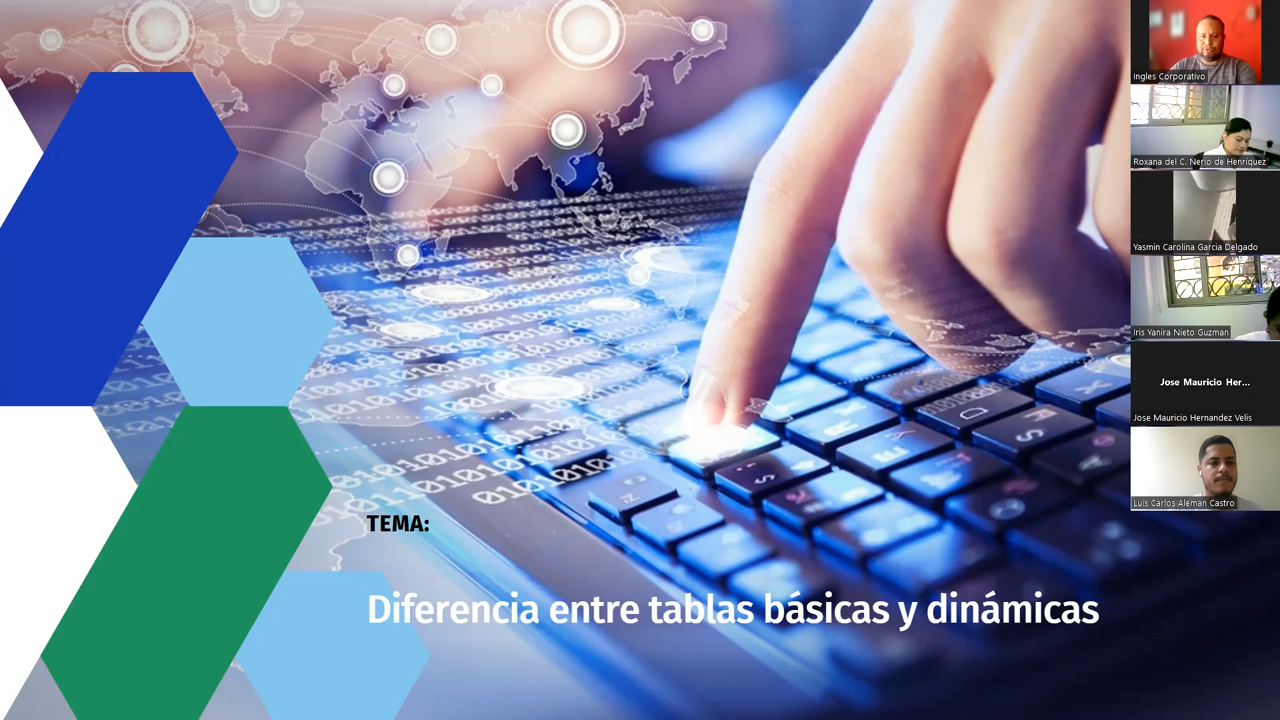 TEMA:
Diferencia entre tablas básicas y dinámicas
Ingles Corporativo
Roxana del C. Nerio de Henriquez
Yasmin Carolina Garcia Delgado
Iris Yanira Nieto Guzman
Jose Mauricio Her...
Jose Mauricio Hernandez Velis
Luis Carlos Aleman Castro